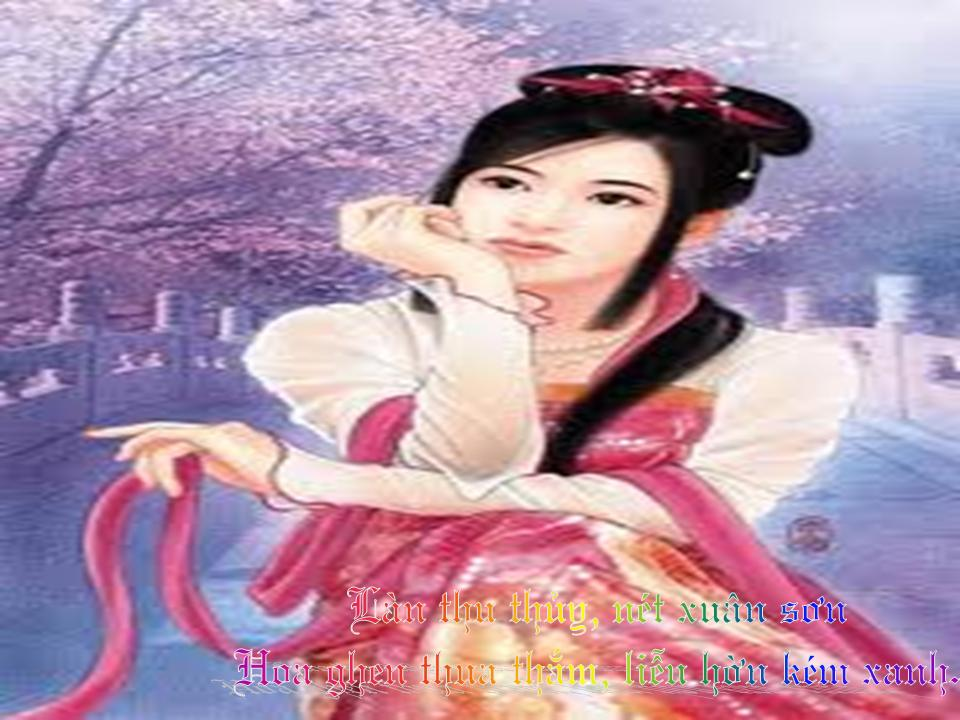 Làn thu thủy, nét xuân sơn
Hoa ghen thua thắm, liễu hờn kém xanh.